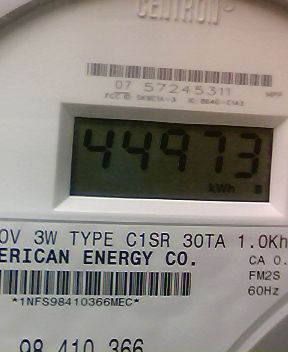 CENTRON
07 57245311
44973
kWh
0V 3W TYPE C1SR 30TA 1.0Kh
ERICAN ENERGY CO.
CA 0.
FM2S
*1NFS98410366MEC*
60Hz
98 410 366